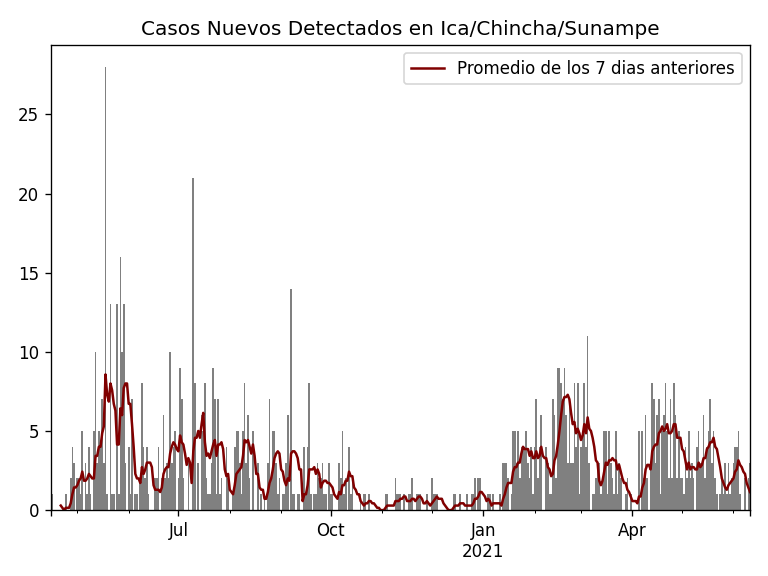 Casos Nuevos Detectados en Ica/Chincha/Sunampe
Promedio de los 7 dias anteriores
25
20
15
10
5
0
Jul
Oct
Jan
2021
Apr